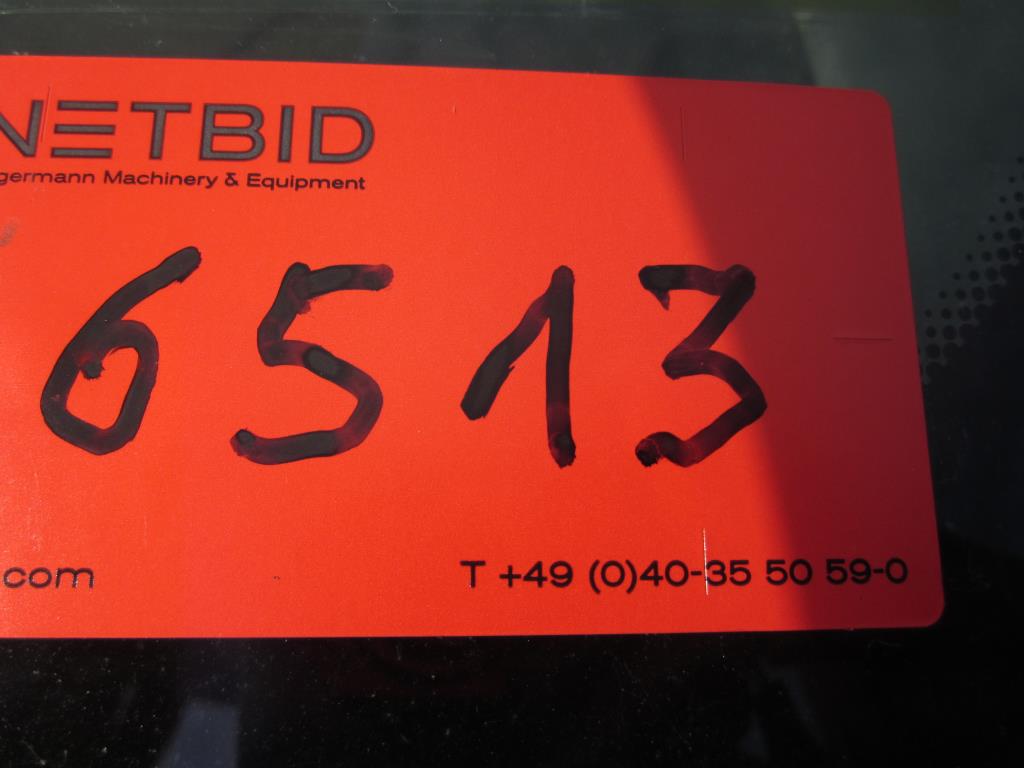 NETBID
germann Machinery & Equipment
6513
.com
T +49 (0)40-35 50 59-0